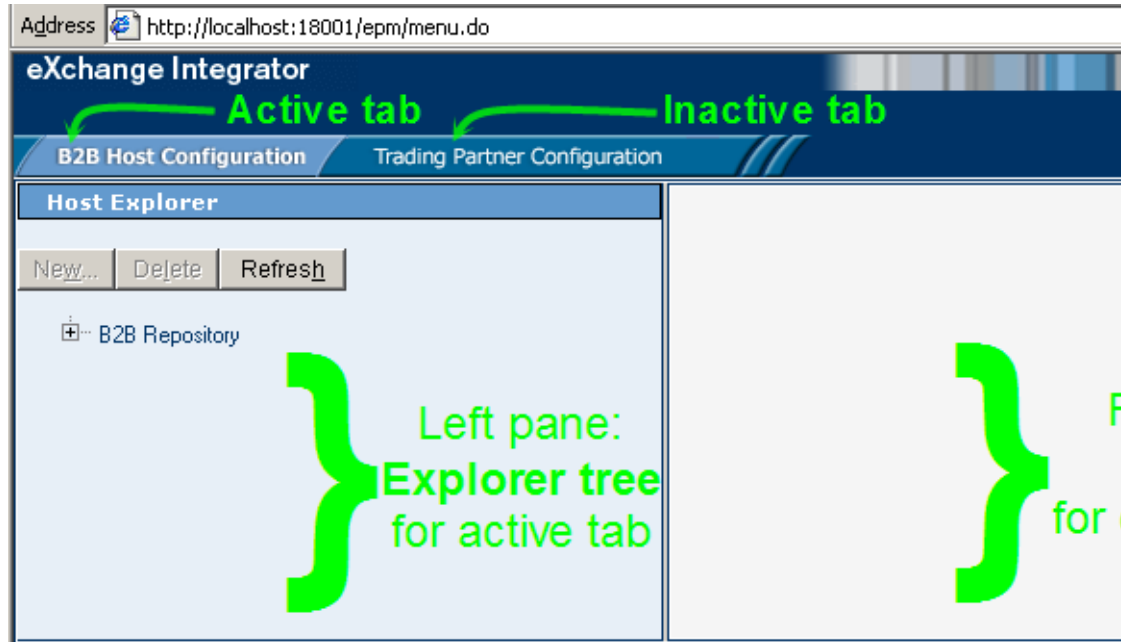 Address http://localhost:18001/epm/menu.do
eXchange Integrator
Active tab
Inactive tab
B2B Host Configuration
Trading Partner Configuration
Host Explorer
New... Delete Refresh
B2B Repository
Left pane:
Explorer tree
for active tab
for